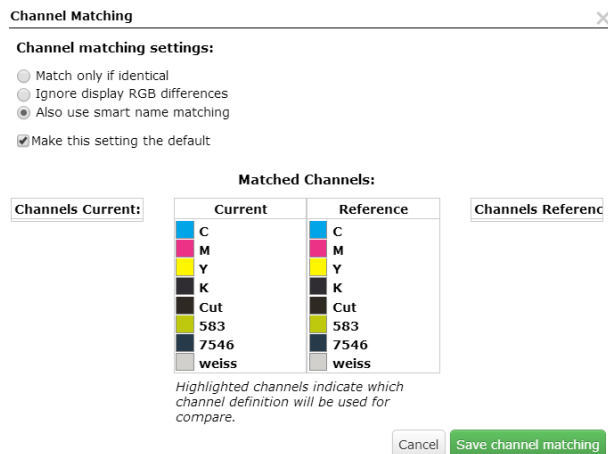 Channel Matching
Channel matching settings:
Match only if identical
Ignore display RGB differences
Also use smart name matching
Make this setting the default
Matched Channels:
Channels Current:
Current
Reference
Channels Referenc
C
C
M
M
Y
Y
K
K
Cut
Cut
583
583
7546
7546
weiss
weiss
Highlighted channels indicate which
channel definition will be used for
compare.
Cancel
Save channel matching